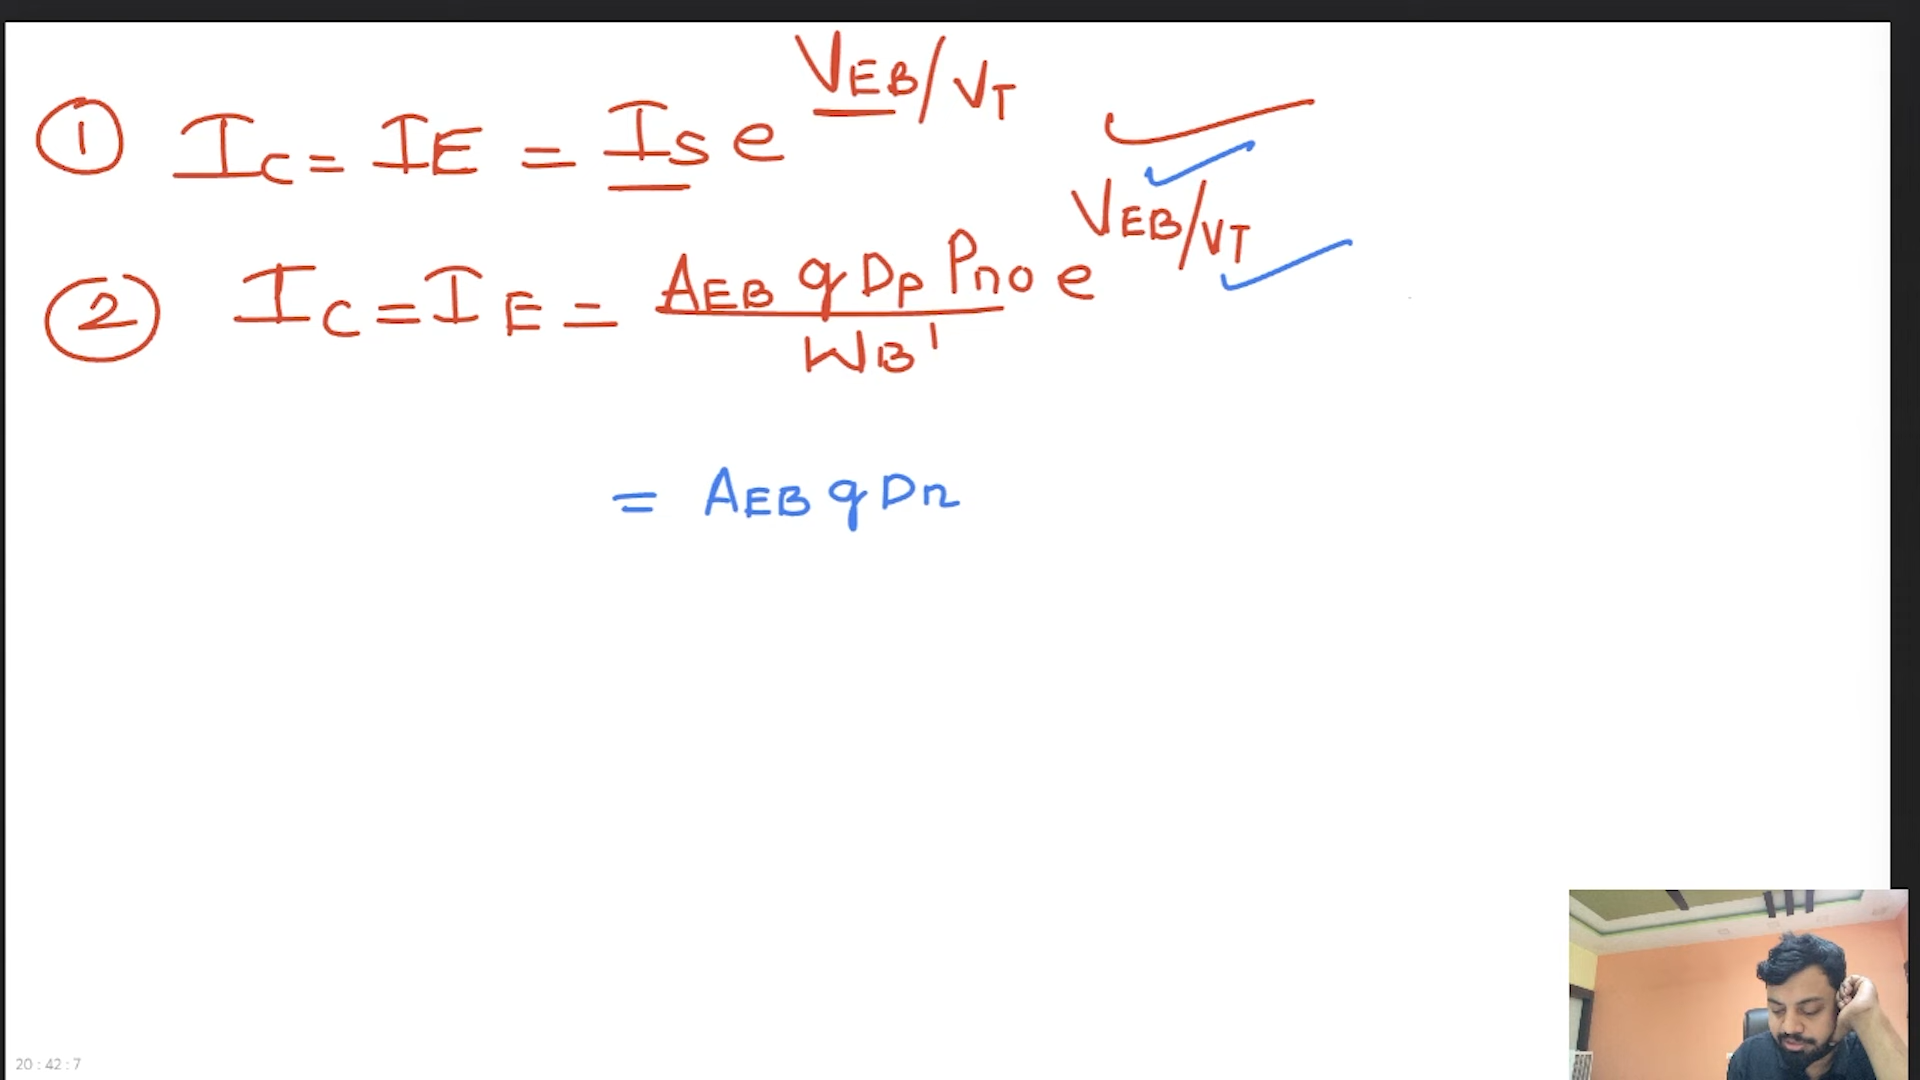 ① IC = IE = IS e^VEB/VT
② IC = IE = AEB q Dp Pno e^VEB/VT
WB'
= AEB q Dn
20 : 42 : 7